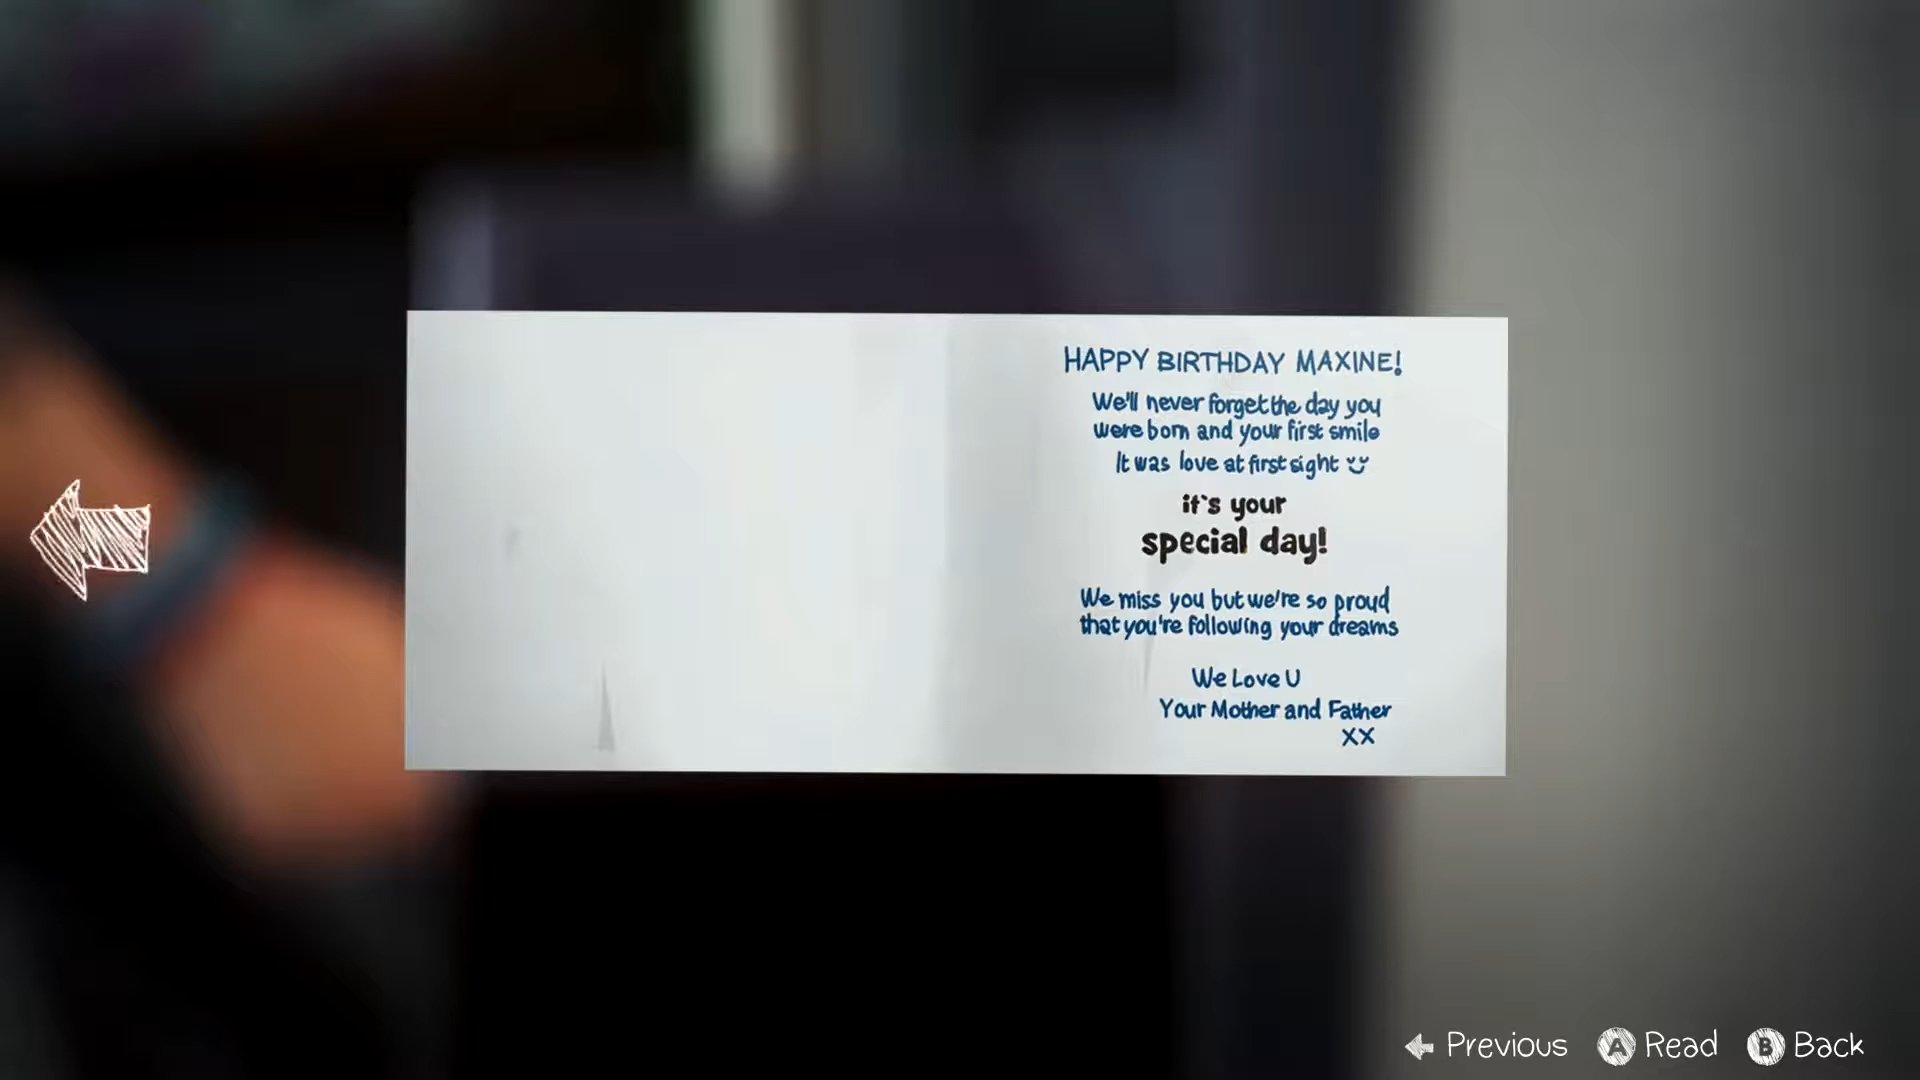 HAPPY BIRTHDAY MAXINE!
We'll never forget the day you
were born and your first smile
It was love at first sight
it's your
special day!
We miss you but we're so proud
that you're following your dreams
We Love U
Your Mother and Father
XX
Previous A Read B Back